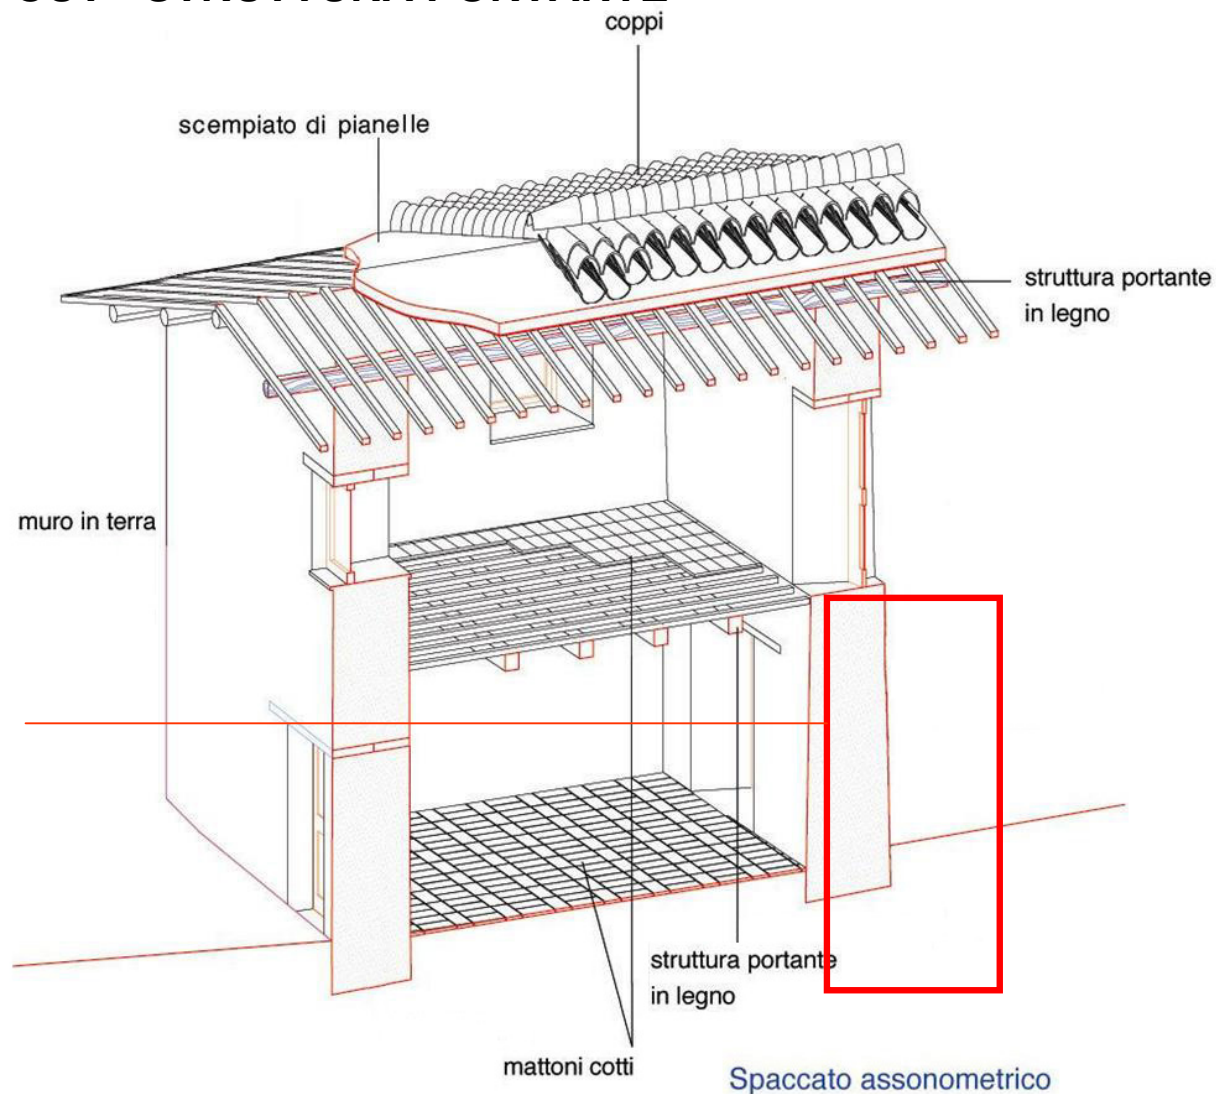 coppi
scempiato di pianelle
struttura portante
in legno
muro in terra
struttura portante
in legno
mattoni cotti
Spaccato assonometrico